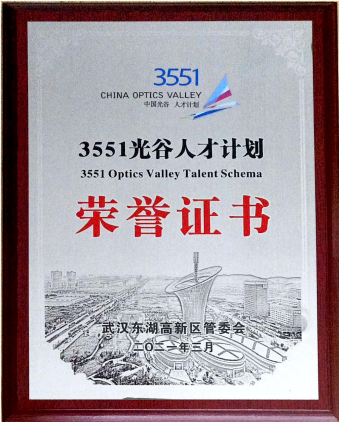 3551
CHINA OPTICS VALLEY
中国光谷 人才计划
3551光谷人才计划
3551 Optics Valley Talent Schema
荣誉证书
武汉东湖高新区管委会
二〇二一年三月